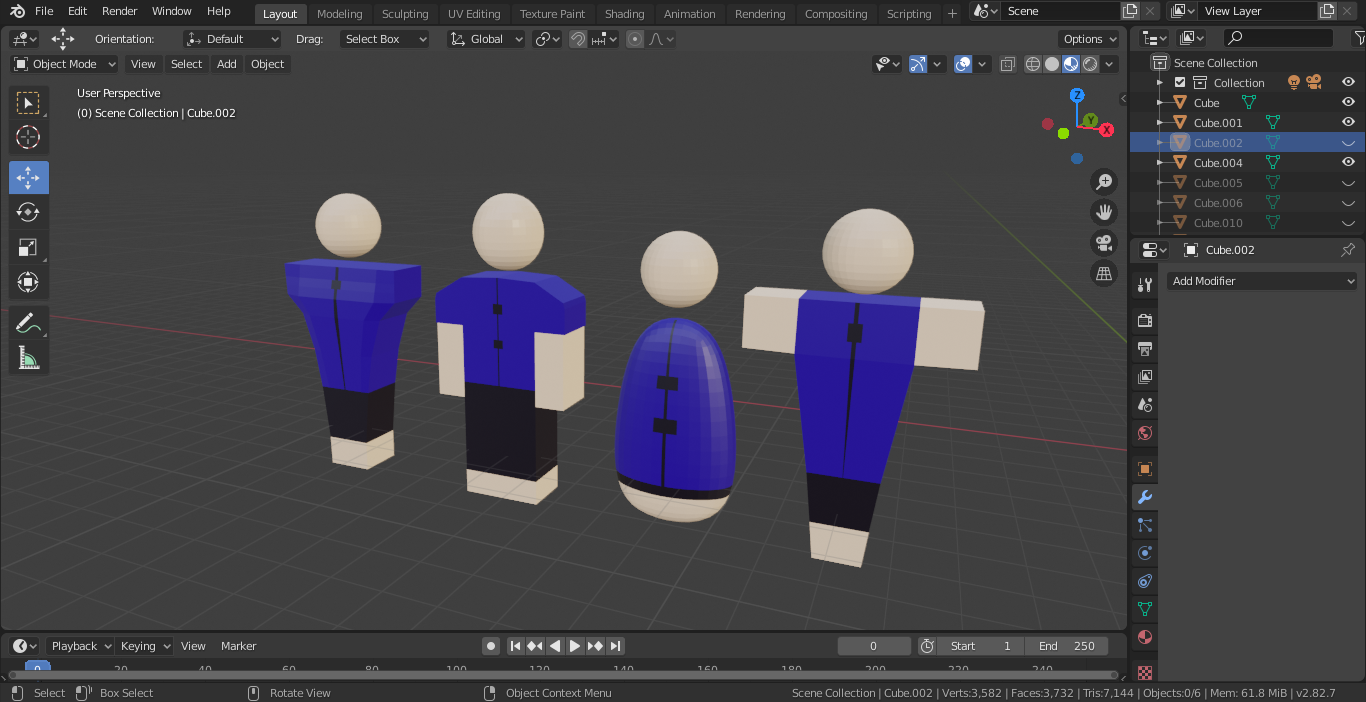 File Edit Render Window Help Layout Modeling Sculpting UV Editing Texture Paint Shading Animation Rendering Compositing Scripting + Scene View Layer
Orientation: Default Drag: Select Box Global Options
Object Mode View Select Add Object
User Perspective
(0) Scene Collection | Cube.002
Z
Y
X
Scene Collection
Collection
Cube
Cube.001
Cube.002
Cube.004
Cube.005
Cube.006
Cube.010
Cube.002
Add Modifier
Playback Keying View Marker 0 Start 1 End 250
0 20 40 60 80 100 120 140 160 180 200 220 240
Select Box Select Rotate View Object Context Menu Scene Collection | Cube.002 | Verts:3,582 | Faces:3,732 | Tris:7,144 | Objects:0/6 | Mem: 61.8 MiB | v2.82.7